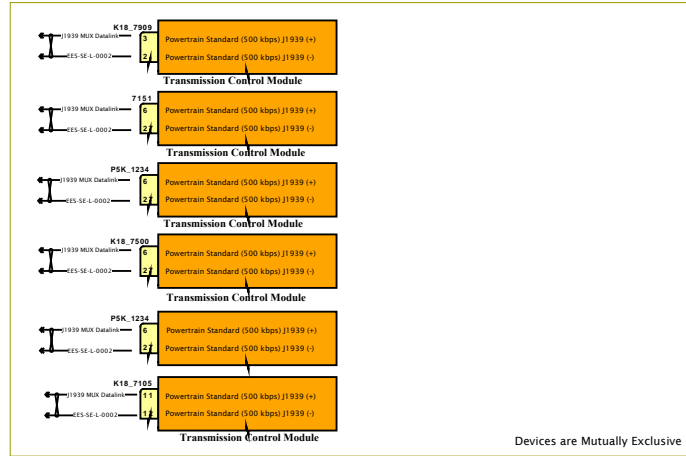 K18_7909
J1939 MUX Datalink 3 Powertrain Standard (500 kbps) J1939 (+)
EES-SE-L-0002 2 Powertrain Standard (500 kbps) J1939 (-)
Transmission Control Module
7151
J1939 MUX Datalink 6 Powertrain Standard (500 kbps) J1939 (+)
EES-SE-L-0002 27 Powertrain Standard (500 kbps) J1939 (-)
Transmission Control Module
P5K_1234
J1939 MUX Datalink 6 Powertrain Standard (500 kbps) J1939 (+)
EES-SE-L-0002 27 Powertrain Standard (500 kbps) J1939 (-)
Transmission Control Module
K18_7500
J1939 MUX Datalink 6 Powertrain Standard (500 kbps) J1939 (+)
EES-SE-L-0002 27 Powertrain Standard (500 kbps) J1939 (-)
Transmission Control Module
P5K_1234
J1939 MUX Datalink 6 Powertrain Standard (500 kbps) J1939 (+)
EES-SE-L-0002 27 Powertrain Standard (500 kbps) J1939 (-)
K18_7105
J1939 MUX Datalink 11 Powertrain Standard (500 kbps) J1939 (+)
EES-SE-L-0002 Powertrain Standard (500 kbps) J1939 (-)
Transmission Control Module
Devices are Mutually Exclusive